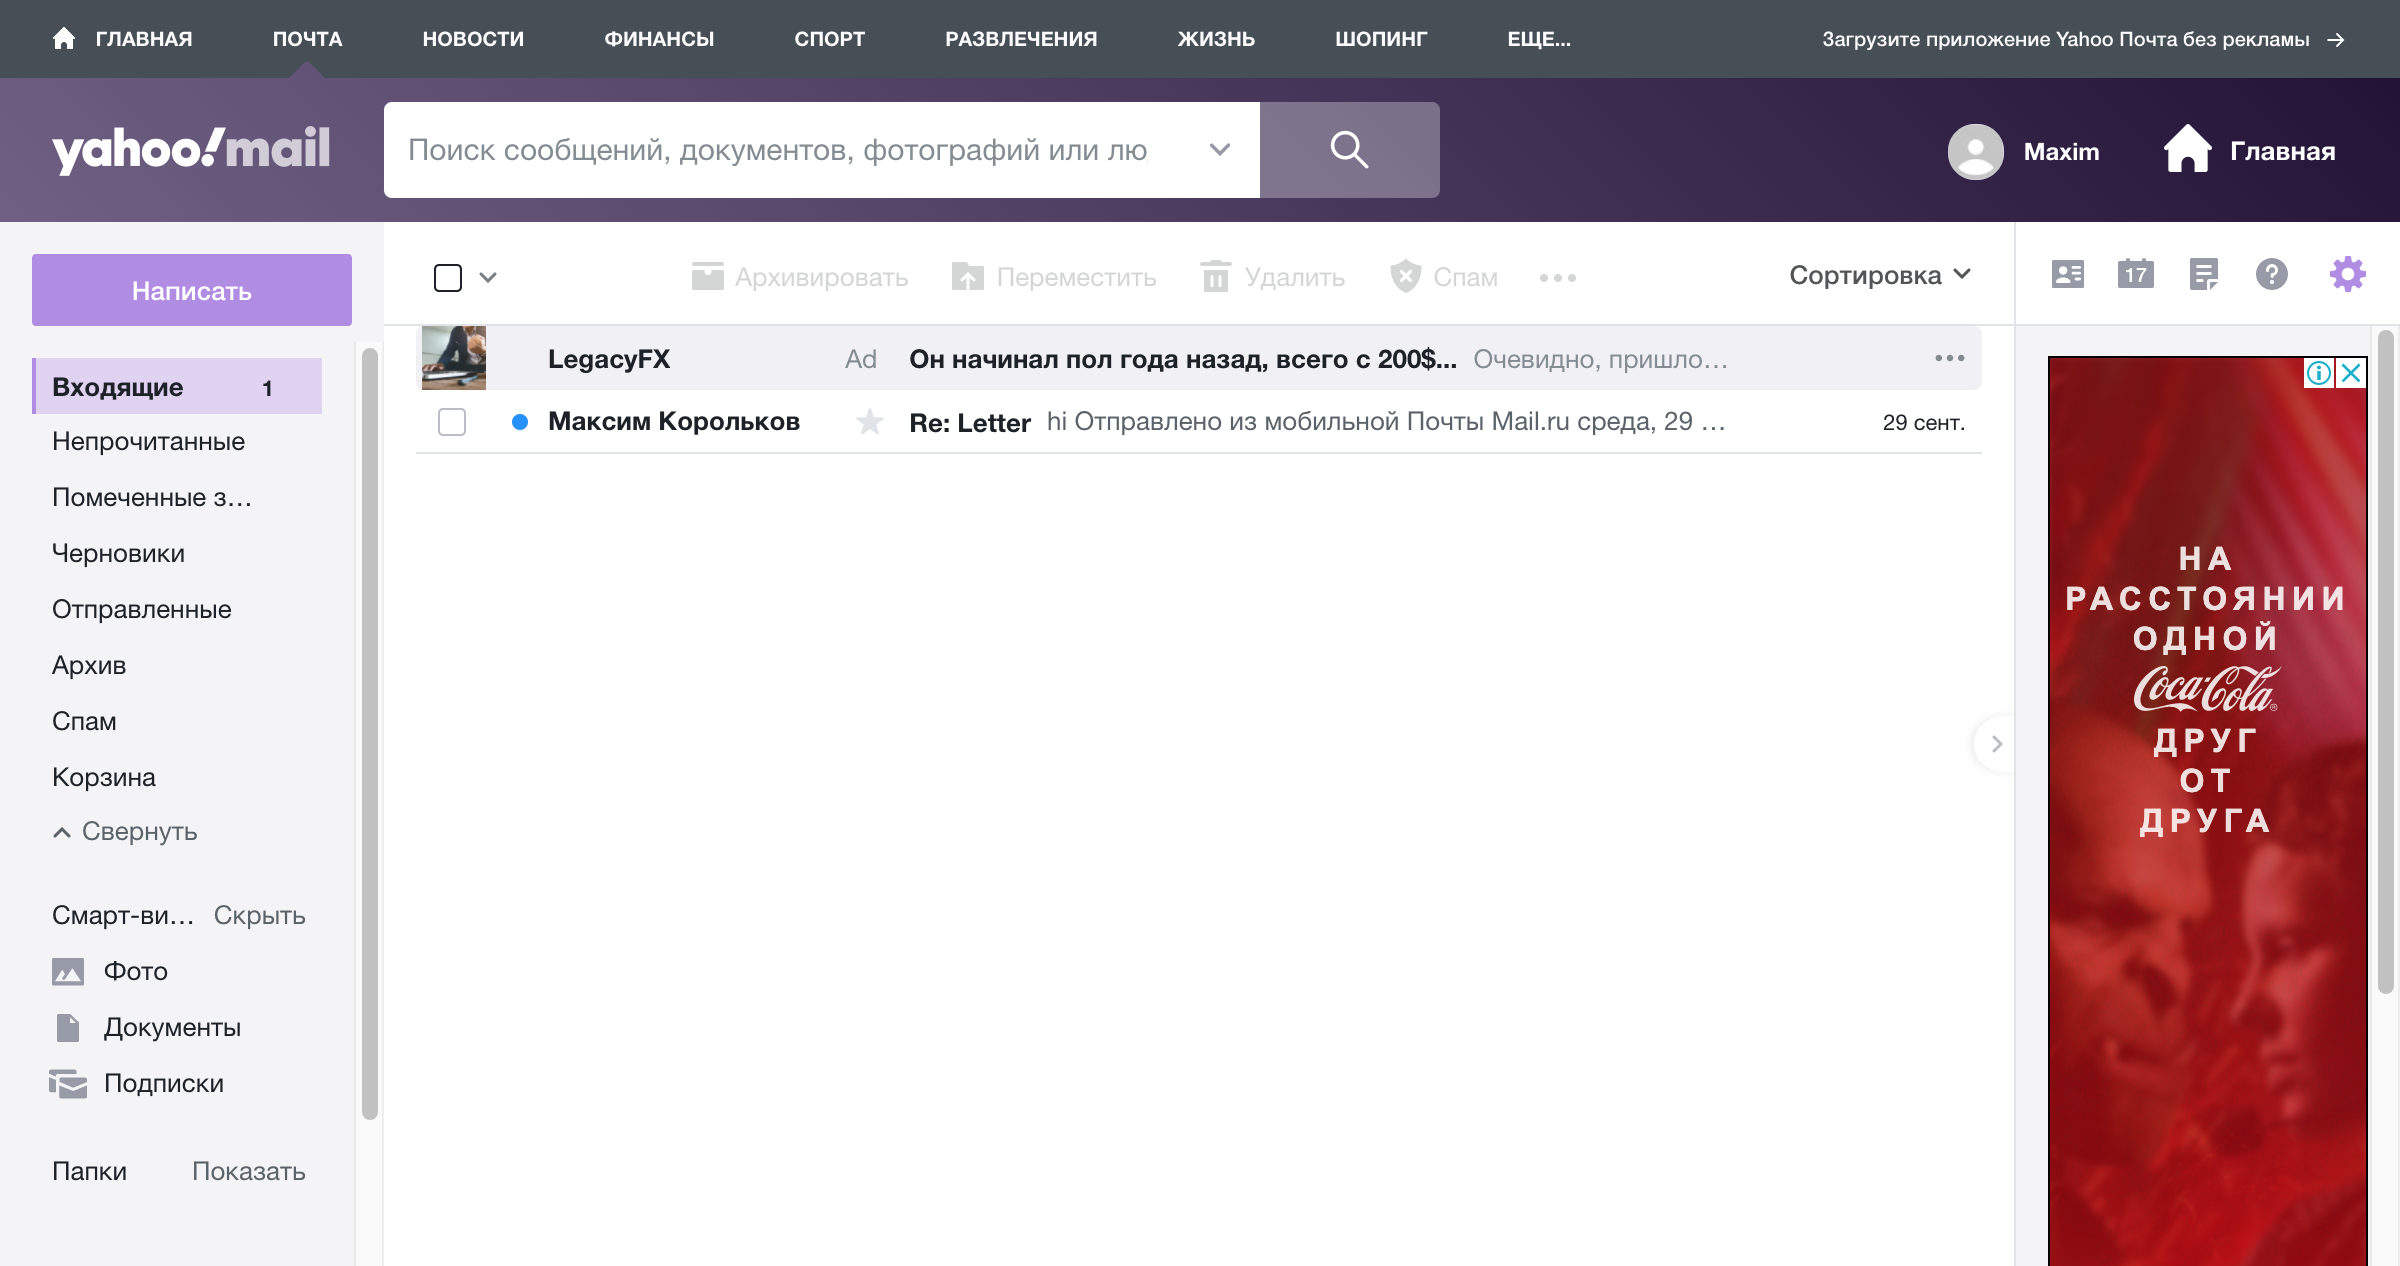 ГЛАВНАЯ ПОЧТА НОВОСТИ ФИНАНСЫ СПОРТ РАЗВЛЕЧЕНИЯ ЖИЗНЬ ШОПИНГ ЕЩЕ... Загрузите приложение Yahoo Почта без рекламы →
yahoo!mail
Поиск сообщений, документов, фотографий или лю
Maxim
Главная
Написать
Входящие 1
Непрочитанные
Помеченные з...
Черновики
Отправленные
Архив
Спам
Корзина
Свернуть
Смарт-ви... Скрыть
Фото
Документы
Подписки
Папки Показать
Архивировать Переместить Удалить Спам Сортировка
17
LegacyFX Ad Он начинал пол года назад, всего с 200$... Очевидно, пришло...
Максим Корольков Re: Letter hi Отправлено из мобильной Почты Mail.ru среда, 29 ... 29 сент.
НА
РАССТОЯНИИ
ОДНОЙ
Coca-Cola®
ДРУГ
ОТ
ДРУГА